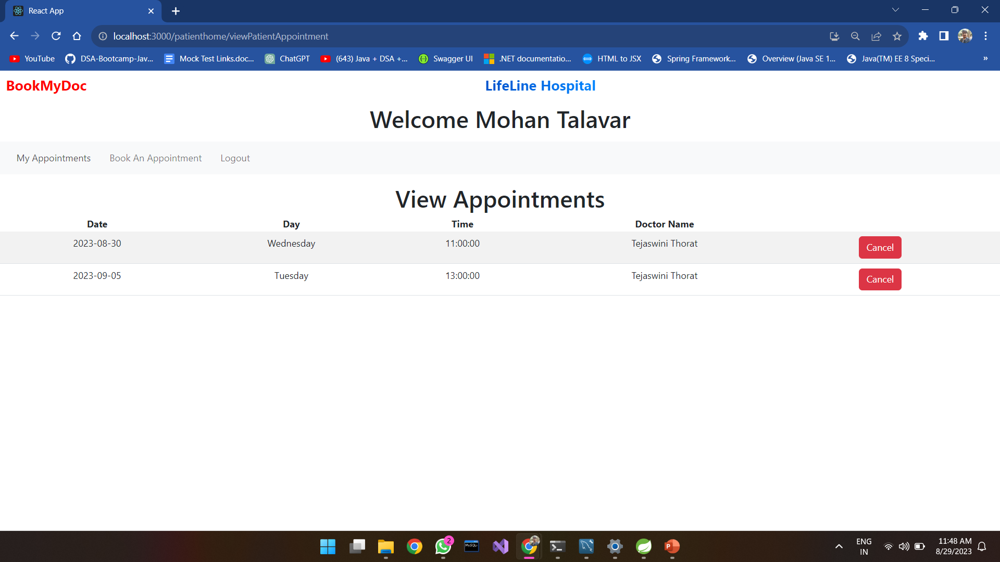 React App
localhost:3000/patienthome/viewPatientAppointment
YouTube DSA-Bootcamp-Jav... Mock Test Links.doc... ChatGPT (643) Java + DSA +... Swagger UI .NET documentatio... HTML to JSX Spring Framework... Overview (Java SE 1... Java(TM) EE 8 Speci... »
BookMyDoc LifeLine Hospital
Welcome Mohan Talavar
My Appointments Book An Appointment Logout
View Appointments
Date Day Time Doctor Name
2023-08-30 Wednesday 11:00:00 Tejaswini Thorat Cancel
2023-09-05 Tuesday 13:00:00 Tejaswini Thorat Cancel
2
MySQL
P
ENG
IN
11:48 AM
8/29/2023